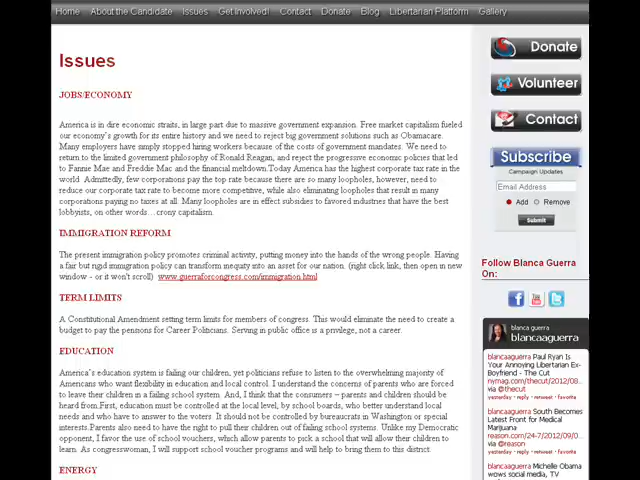 Home About the Candidate Issues Get Involved! Contact Donate Blog Libertarian Platform Gallery
Issues
JOBS/ECONOMY
America is in dire economic straits, in large part due to massive government expansion. Free market capitalism fueled
our economy's growth for its entire history and we need to reject big government solutions such as Obamacare.
Many employers have simply stopped hiring workers because of the costs of government mandates. We need to
return to the limited government philosophy of Ronald Reagan, and reject the progressive economic policies that led
to Fannie Mae and Freddie Mac and the financial meltdown.Today America has the highest corporate tax rate in the
world. Admittedly, few corporations pay the top rate because there are so many loopholes, however, need to
reduce our corporate tax rate to become more competitive, while also eliminating loopholes that result in many
corporations paying no taxes at all. Many loopholes are in effect subsidies to favored industries that have the best
lobbyists, on other words…crony capitalism.
IMMIGRATION REFORM
The present immigration policy promotes criminal activity, putting money into the hands of the wrong people. Having
a fair but rigid immigration policy can transform inequity into an asset for our nation. (right click link, then open in new
window - or it won't scroll) www.guerraforcongress.com/immigration.html
TERM LIMITS
A Constitutional Amendment setting term limits for members of congress. This would eliminate the need to create a
budget to pay the pensions for Career Politicians. Serving in public office is a privilege, not a career.
EDUCATION
America's education system is failing our children, yet politicians refuse to listen to the overwhelming majority of
Americans who want flexibility in education and local control. I understand the concerns of parents who are forced
to leave their children in a failing school system. And, I think that the consumers – parents and children should be
heard from.First, education must be controlled at the local level, by school boards, who better understand local
needs and who have to answer to the voters. It should not be controlled by bureaucrats in Washington or special
interests.Parents also need to have the right to pull their children out of failing schools. Unlike my Democratic
opponent, I favor the use of school vouchers, which allow parents to pick a school that will allow their children to
learn. As congresswoman, I will support school voucher programs and will help to bring them to this district.
ENERGY
Donate
Volunteer
Contact
Subscribe
Campaign Updates
Email Address
Add Remove
Submit
Follow Blanca Guerra
On:
blanca guerra
blancaaguerra
blancaaguerra Paul Ryan Is
Your Annoying Libertarian Ex-
Boyfriend - The Cut
nymag.com/thecut/2012/08...
via @thecut
yesterday · reply · retweet · favorite
blancaaguerra South Becomes
Latest Front for Medical
Marijuana
reason.com/24-7/2012/09/0...
via @reason
yesterday · reply · retweet · favorite
blancaaguerra Michelle Obama
wows social media, TV